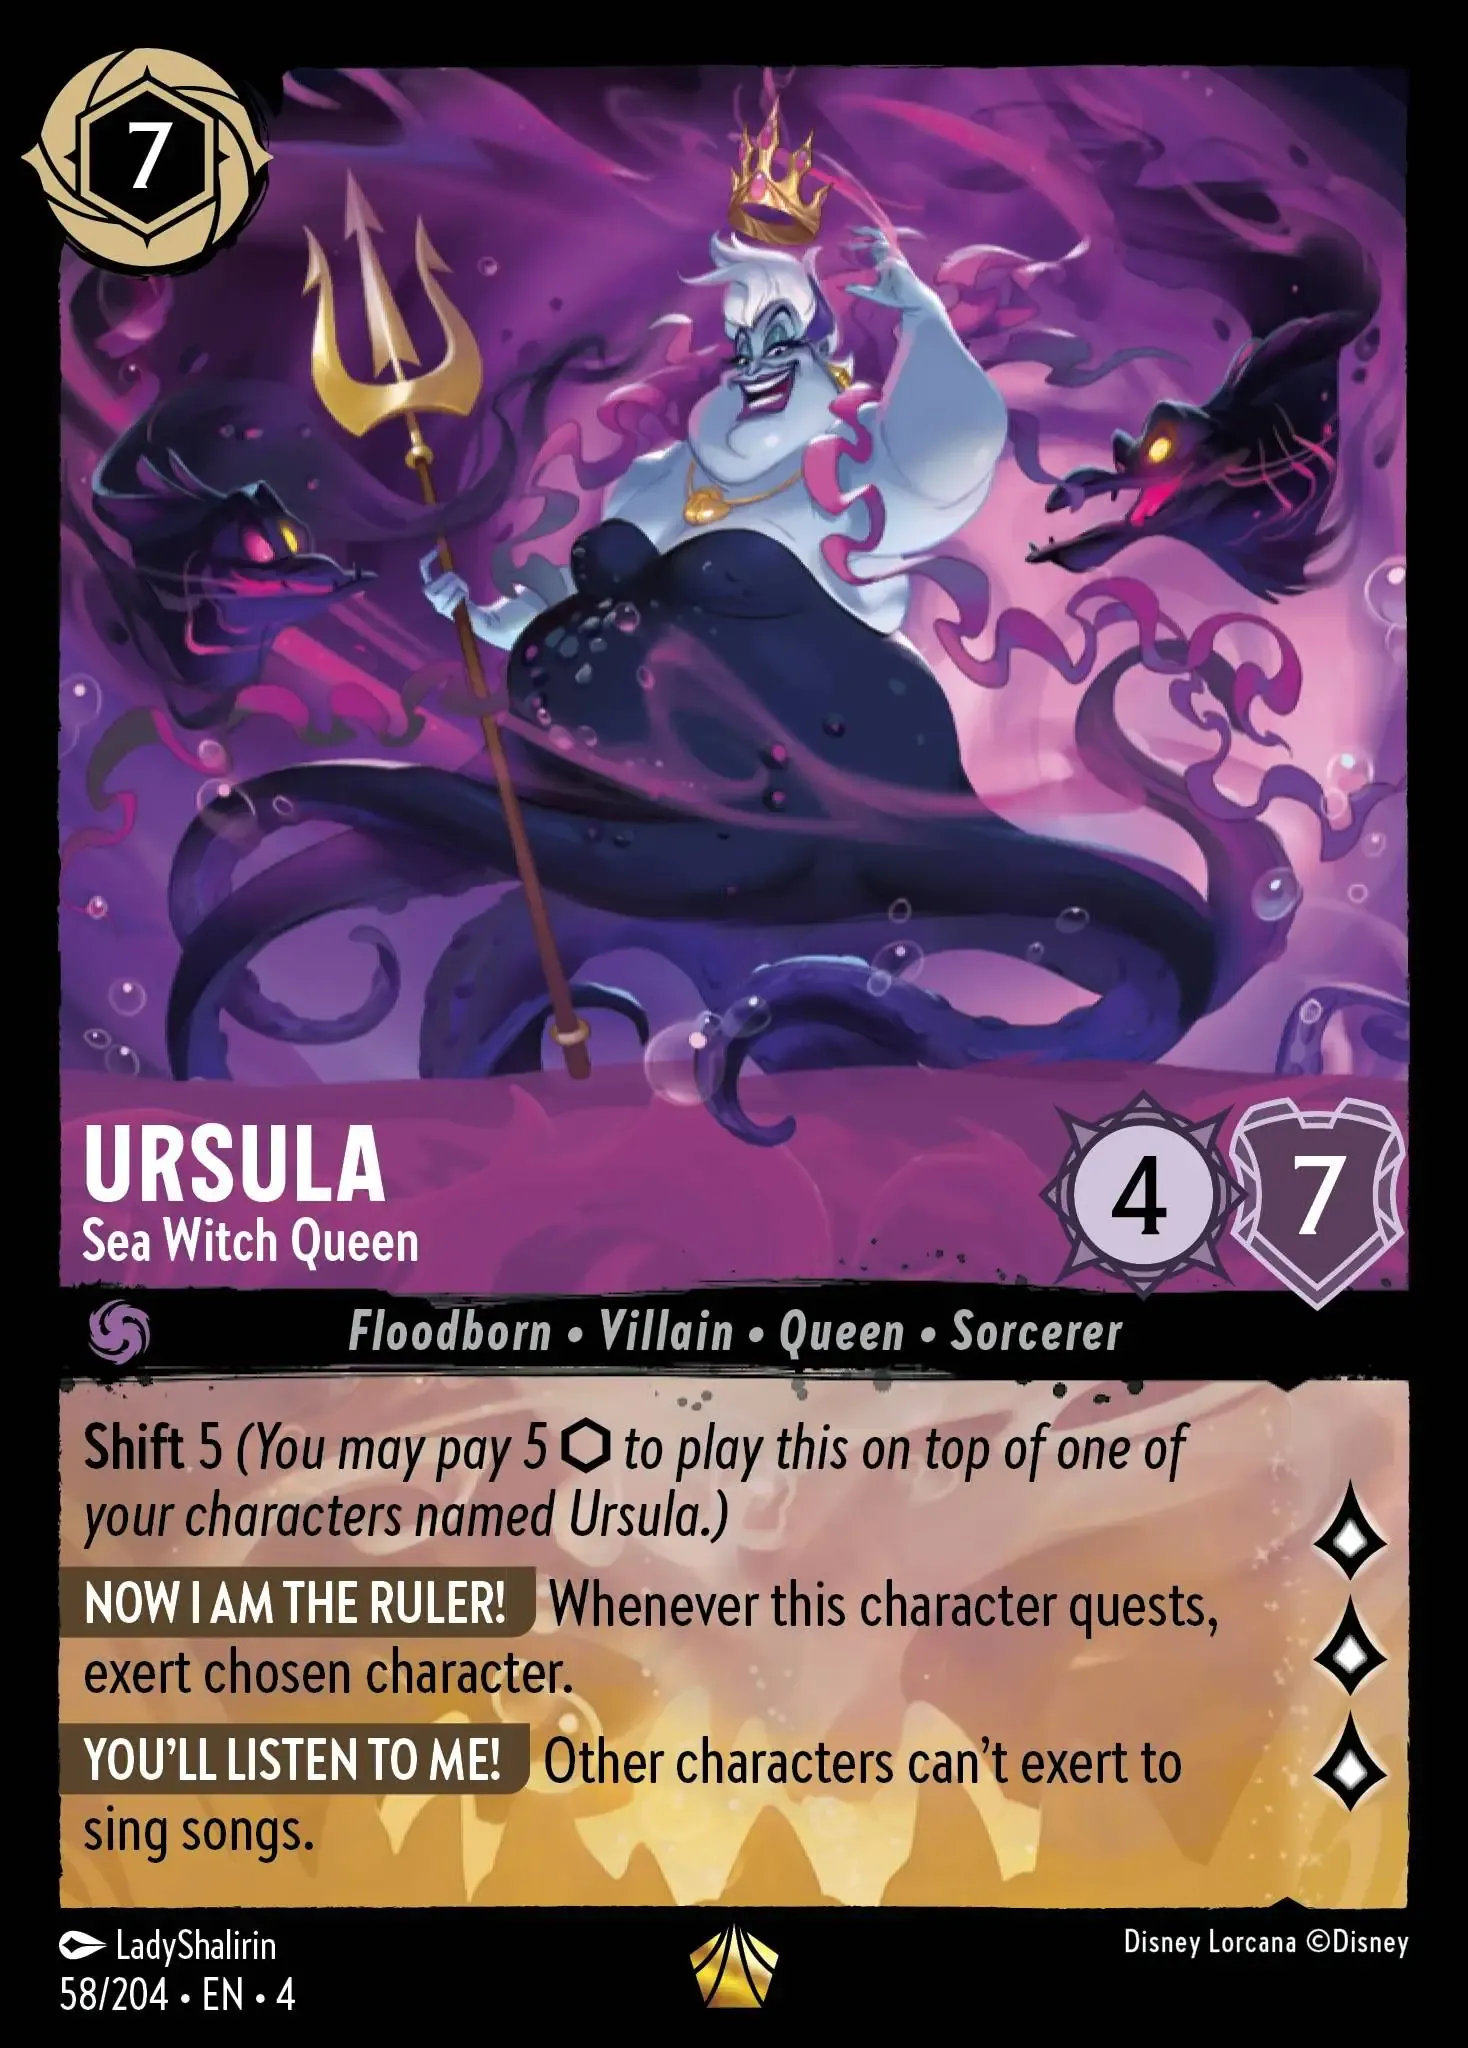 7
URSULA
Sea Witch Queen
4
7
Floodborn • Villain • Queen • Sorcerer
Shift 5 (You may pay 5 ⬡ to play this on top of one of
your characters named Ursula.)
NOW I AM THE RULER! Whenever this character quests,
exert chosen character.
YOU'LL LISTEN TO ME! Other characters can't exert to
sing songs.
LadyShalirin
Disney Lorcana ©Disney
58/204 • EN • 4